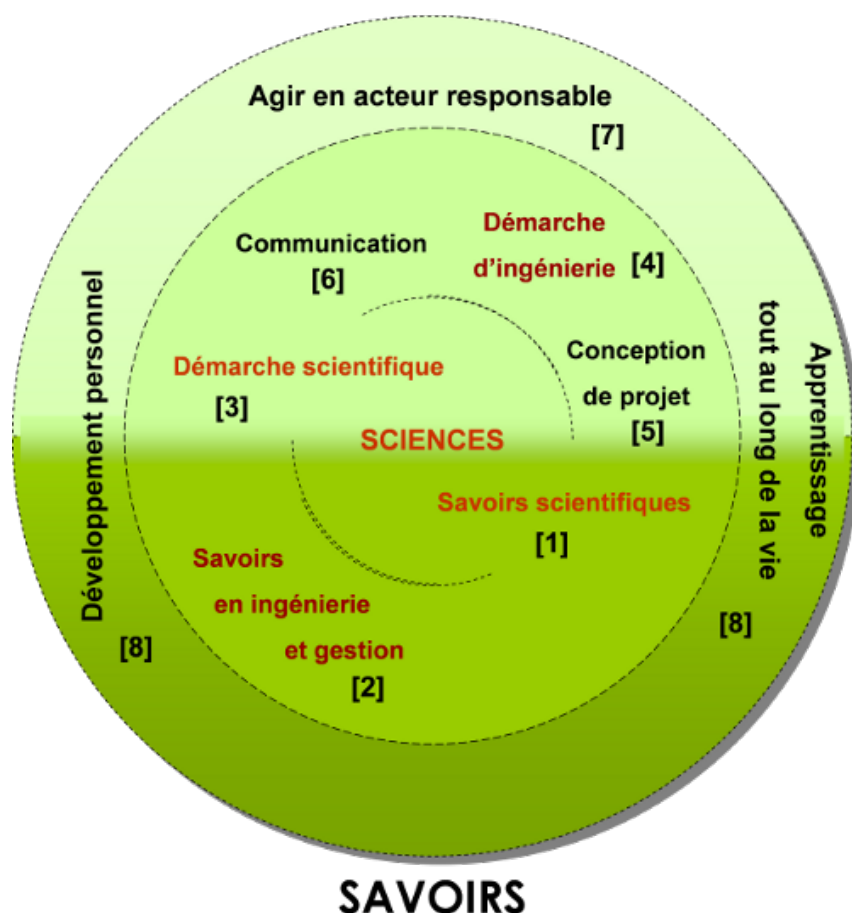 Agir en acteur responsable
[7]
Démarche
d'ingénierie [4]
Communication
[6]
Développement personnel
[8]
Apprentissage
tout au long de la vie
[8]
Démarche scientifique
[3]
Conception
de projet
[5]
SCIENCES
Savoirs scientifiques
[1]
Savoirs
en ingénierie
et gestion
[2]
SAVOIRS